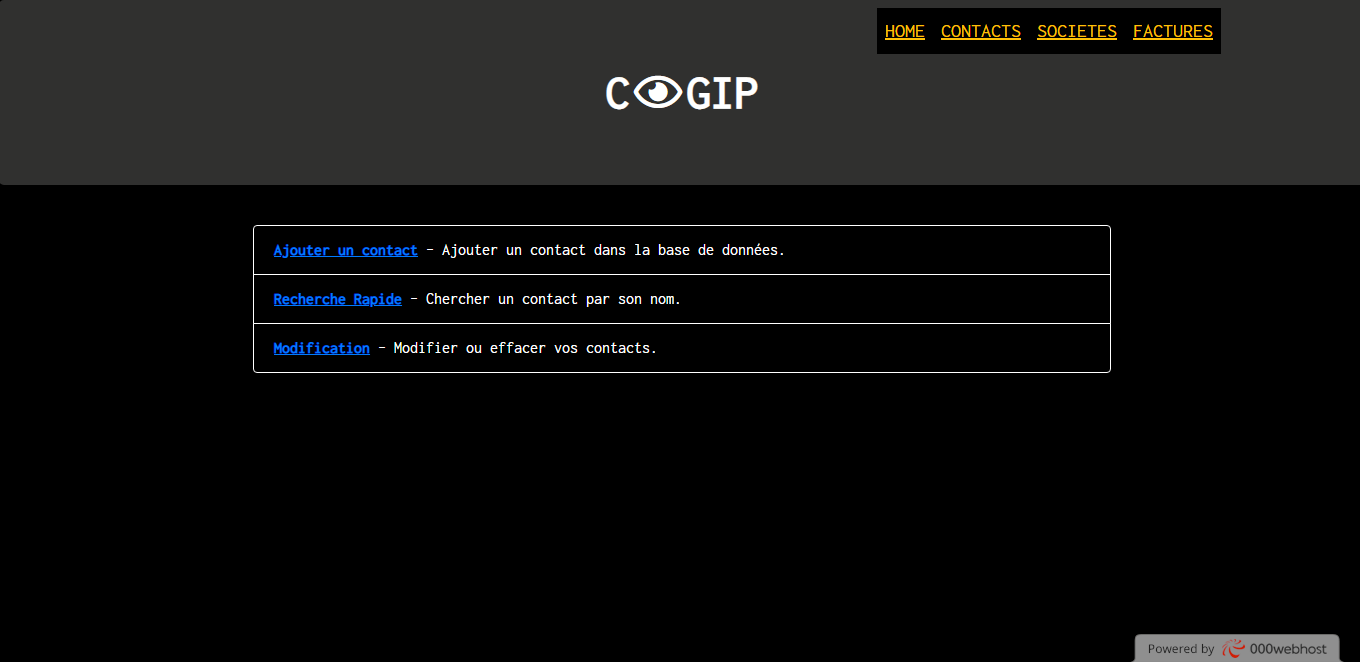 HOME CONTACTS SOCIETES FACTURES
C GIP
Ajouter un contact - Ajouter un contact dans la base de données.
Recherche Rapide - Chercher un contact par son nom.
Modification - Modifier ou effacer vos contacts.
Powered by 000webhost